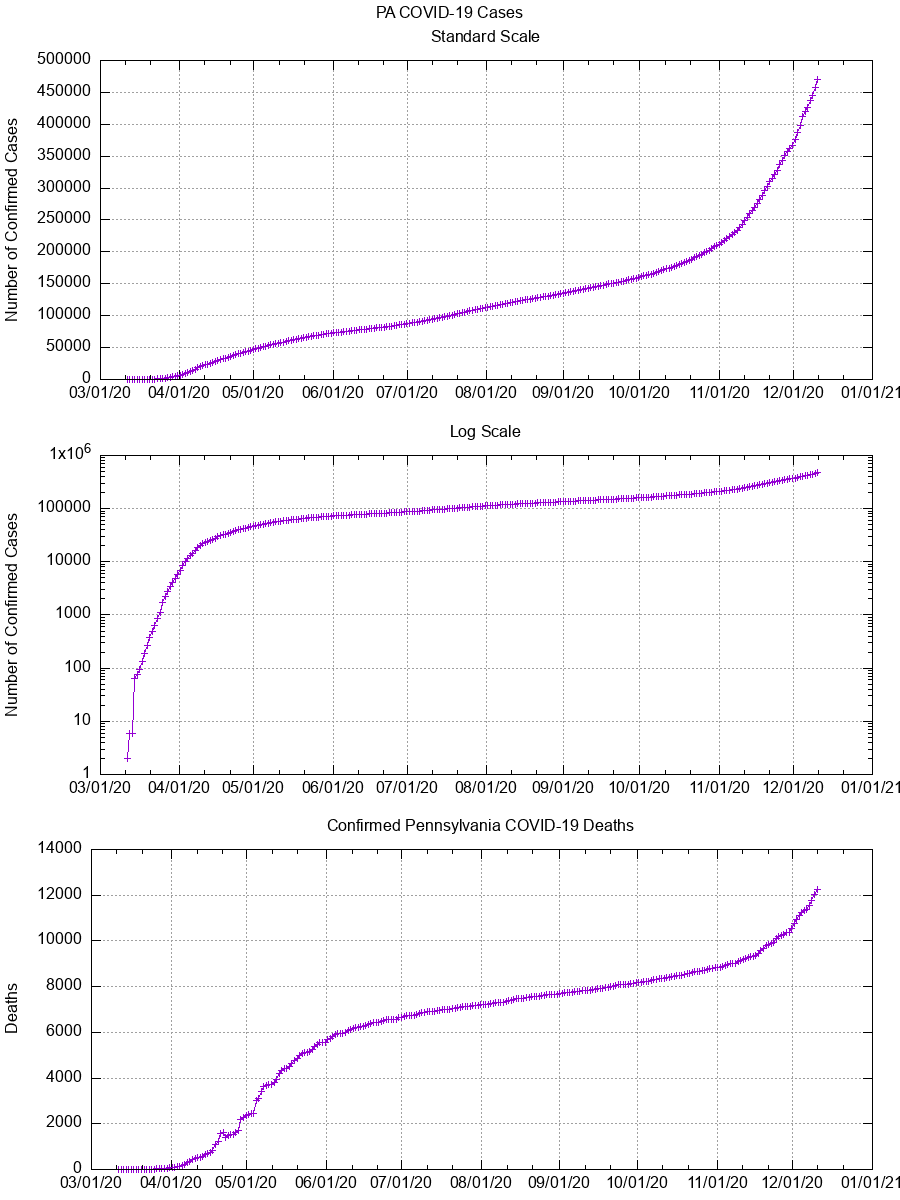 PA COVID-19 Cases
Standard Scale
500000
450000
400000
350000
300000
250000
200000
150000
100000
50000
0
Number of Confirmed Cases
03/01/20 04/01/20 05/01/20 06/01/20 07/01/20 08/01/20 09/01/20 10/01/20 11/01/20 12/01/20 01/01/21
Log Scale
1x10⁶
100000
10000
1000
100
10
1
Number of Confirmed Cases
03/01/20 04/01/20 05/01/20 06/01/20 07/01/20 08/01/20 09/01/20 10/01/20 11/01/20 12/01/20 01/01/21
Confirmed Pennsylvania COVID-19 Deaths
14000
12000
10000
8000
6000
4000
2000
0
Deaths
03/01/20 04/01/20 05/01/20 06/01/20 07/01/20 08/01/20 09/01/20 10/01/20 11/01/20 12/01/20 01/01/21